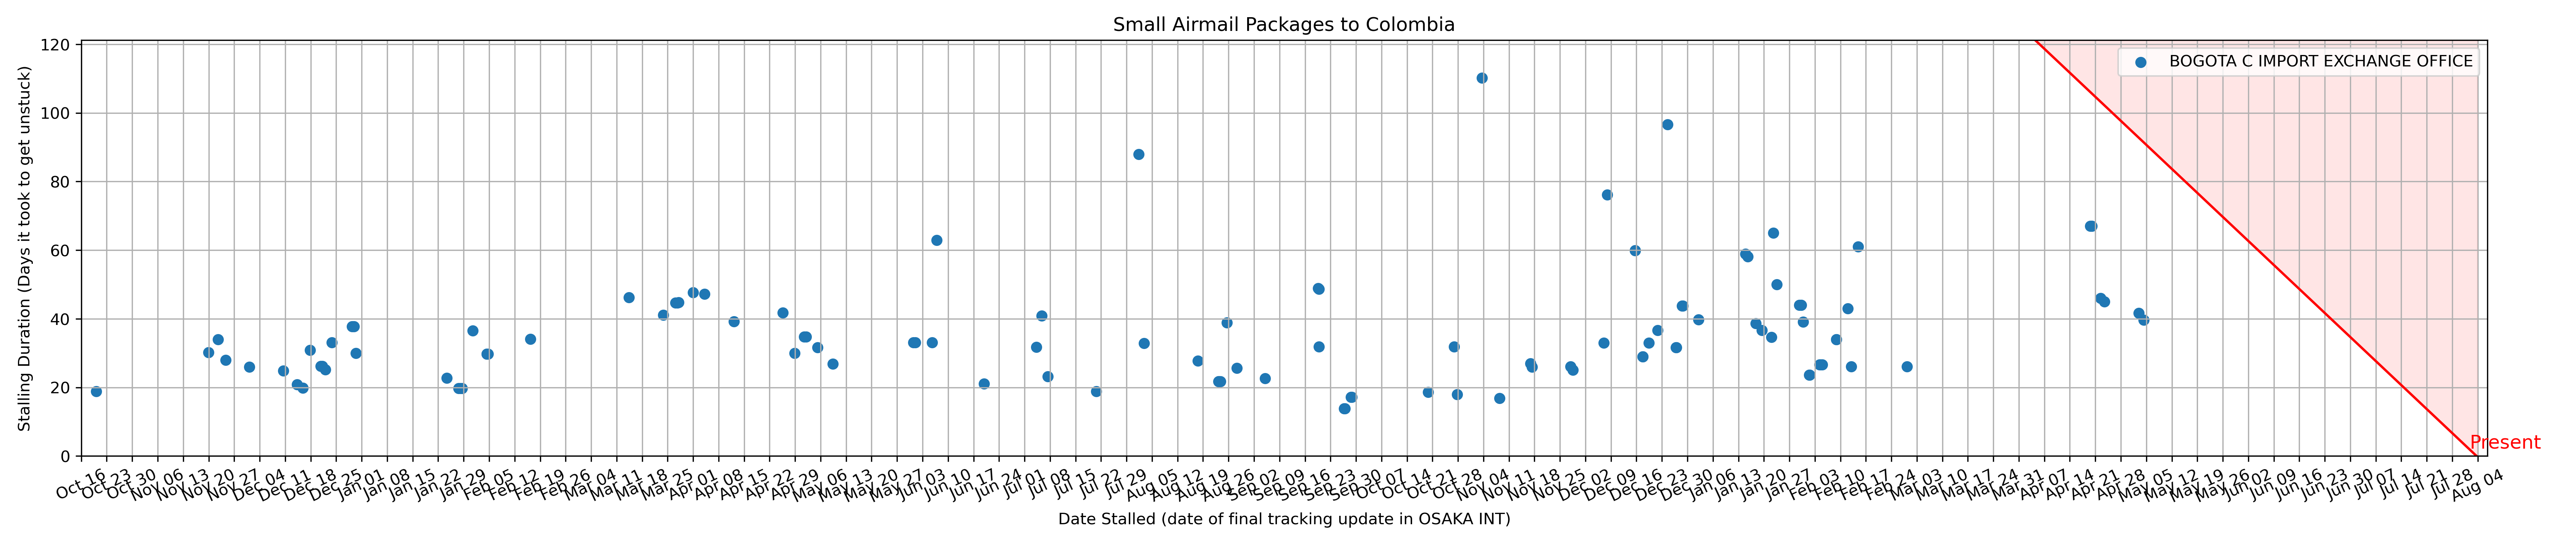 Small Airmail Packages to Colombia
Stalling Duration (Days it took to get unstuck)
120
100
80
60
40
20
0
BOGOTA C IMPORT EXCHANGE OFFICE
Present
Oct 16 Oct 23 Oct 30 Nov 06 Nov 13 Nov 20 Nov 27 Dec 04 Dec 11 Dec 18 Dec 25 Jan 01 Jan 08 Jan 15 Jan 22 Jan 29 Feb 05 Feb 12 Feb 19 Feb 26 Mar 04 Mar 11 Mar 18 Mar 25 Apr 01 Apr 08 Apr 15 Apr 22 Apr 29 May 06 May 13 May 20 May 27 Jun 03 Jun 10 Jun 17 Jun 24 Jul 01 Jul 08 Jul 15 Jul 22 Jul 29 Aug 05 Aug 12 Aug 19 Aug 26 Sep 02 Sep 09 Sep 16 Sep 23 Sep 30 Oct 07 Oct 14 Oct 21 Oct 28 Nov 04 Nov 11 Nov 18 Nov 25 Dec 02 Dec 09 Dec 16 Dec 23 Dec 30 Jan 06 Jan 13 Jan 20 Jan 27 Feb 03 Feb 10 Feb 17 Feb 24 Mar 03 Mar 10 Mar 17 Mar 24 Mar 31 Apr 07 Apr 14 Apr 21 Apr 28 May 05 May 12 May 19 May 26 Jun 02 Jun 09 Jun 16 Jun 23 Jun 30 Jul 07 Jul 14 Jul 21 Jul 28 Aug 04
Date Stalled (date of final tracking update in OSAKA INT)